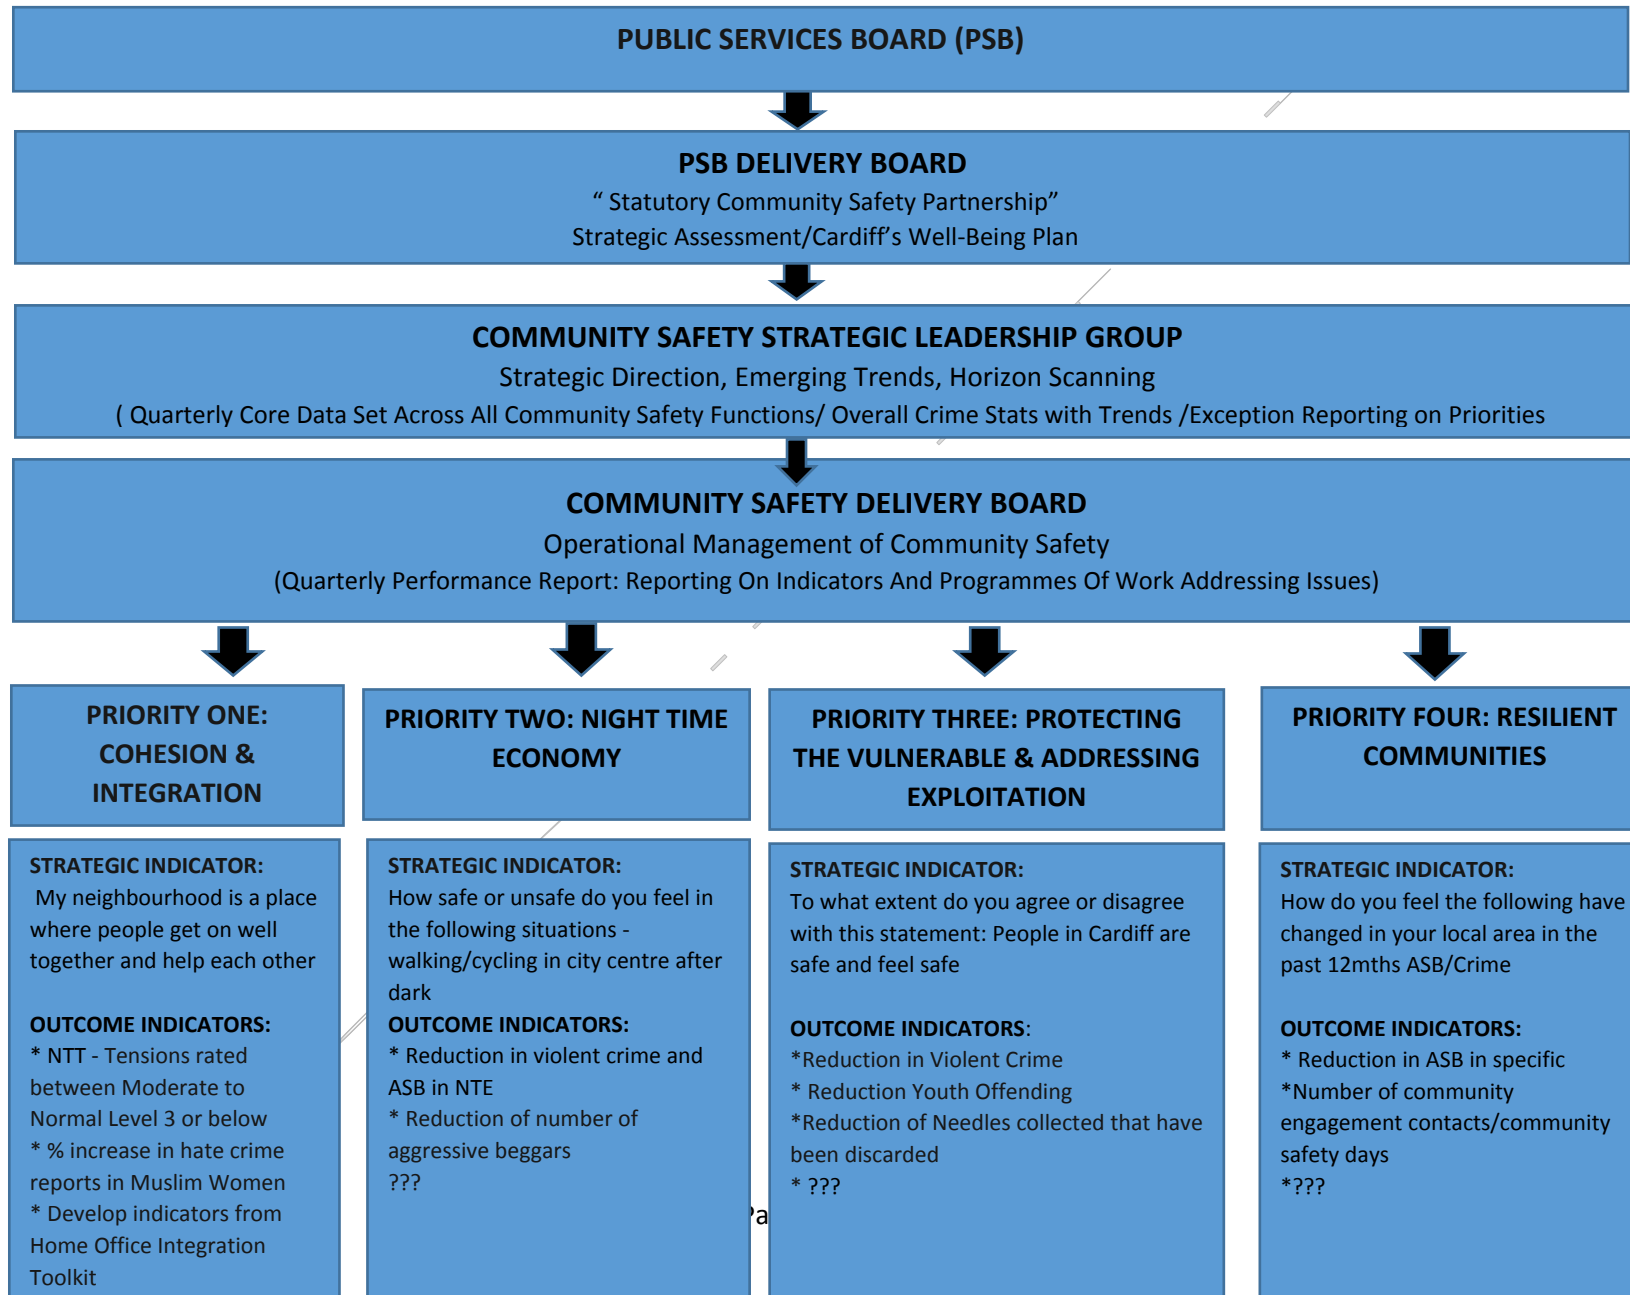 PUBLIC SERVICES BOARD (PSB)
PSB DELIVERY BOARD
“ Statutory Community Safety Partnership”
Strategic Assessment/Cardiff’s Well-Being Plan
COMMUNITY SAFETY STRATEGIC LEADERSHIP GROUP
Strategic Direction, Emerging Trends, Horizon Scanning
( Quarterly Core Data Set Across All Community Safety Functions/ Overall Crime Stats with Trends /Exception Reporting on Priorities
COMMUNITY SAFETY DELIVERY BOARD
Operational Management of Community Safety
(Quarterly Performance Report: Reporting On Indicators And Programmes Of Work Addressing Issues)
PRIORITY ONE:
COHESION &
INTEGRATION
STRATEGIC INDICATOR:
My neighbourhood is a place
where people get on well
together and help each other
OUTCOME INDICATORS:
* NTT - Tensions rated
between Moderate to
Normal Level 3 or below
* % increase in hate crime
reports in Muslim Women
* Develop indicators from
Home Office Integration
Toolkit
PRIORITY TWO: NIGHT TIME
ECONOMY
STRATEGIC INDICATOR:
How safe or unsafe do you feel in
the following situations -
walking/cycling in city centre after
dark
OUTCOME INDICATORS:
* Reduction in violent crime and
ASB in NTE
* Reduction of number of
aggressive beggars
???
PRIORITY THREE: PROTECTING
THE VULNERABLE & ADDRESSING
EXPLOITATION
STRATEGIC INDICATOR:
To what extent do you agree or disagree
with this statement: People in Cardiff are
safe and feel safe
OUTCOME INDICATORS:
*Reduction in Violent Crime
* Reduction Youth Offending
*Reduction of Needles collected that have
been discarded
* ???
PRIORITY FOUR: RESILIENT
COMMUNITIES
STRATEGIC INDICATOR:
How do you feel the following have
changed in your local area in the
past 12mths ASB/Crime
OUTCOME INDICATORS:
* Reduction in ASB in specific
*Number of community
engagement contacts/community
safety days
*???